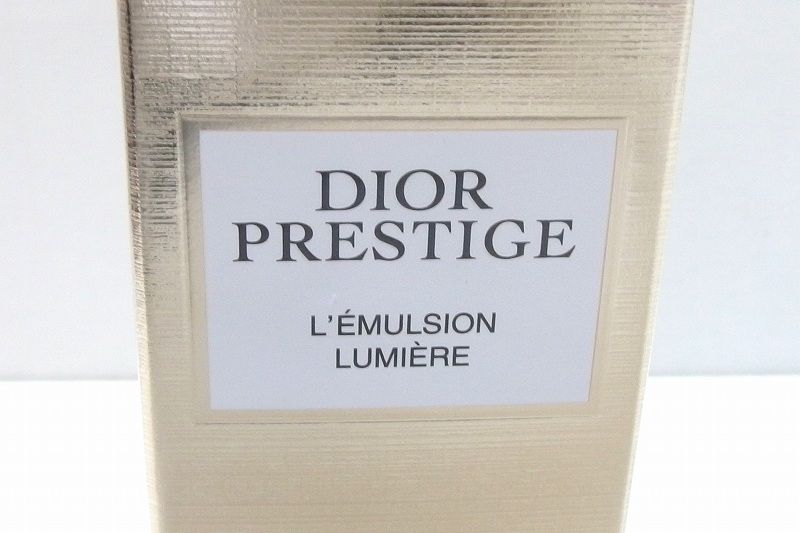 DIOR
PRESTIGE
L'ÉMULSION
LUMIÈRE